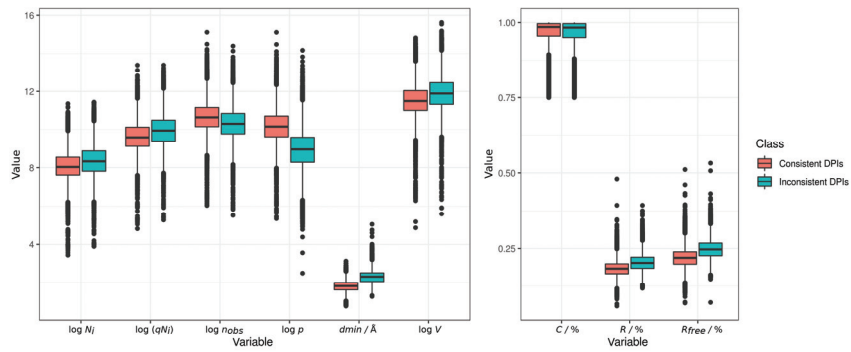 16
12
8
4
Value
log Ni
log (qNi)
log nobs
log p
dmin / Å
log V
Variable
1.00
0.75
0.50
0.25
Value
C / %
R / %
Rfree / %
Variable
Class
Consistent DPIs
Inconsistent DPIs